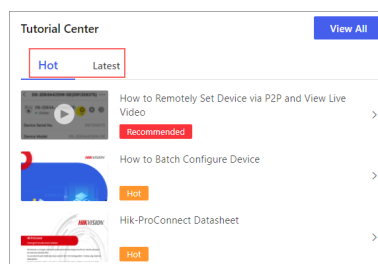 Tutorial Center
View All
Hot
Latest
How to Remotely Set Device via P2P and View Live
Video
Recommended
How to Batch Configure Device
HIKVISION
Hot
Hik-ProConnect Datasheet
HIKVISION
Hot